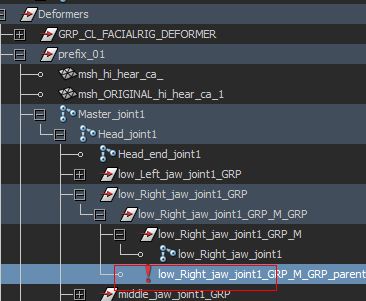 Deformers
GRP_CL_FACIALRIG_DEFORMER
prefix_01
msh_hi_hear_ca_
msh_ORIGINAL_hi_hear_ca_1
Master_joint1
Head_joint1
Head_end_joint1
low_Left_jaw_joint1_GRP
low_Right_jaw_joint1_GRP
low_Right_jaw_joint1_GRP_M_GRP
low_Right_jaw_joint1_GRP_M
low_Right_jaw_joint1
low_Right_jaw_joint1_GRP_M_GRP_parent
middle_jaw_joint1_GRP